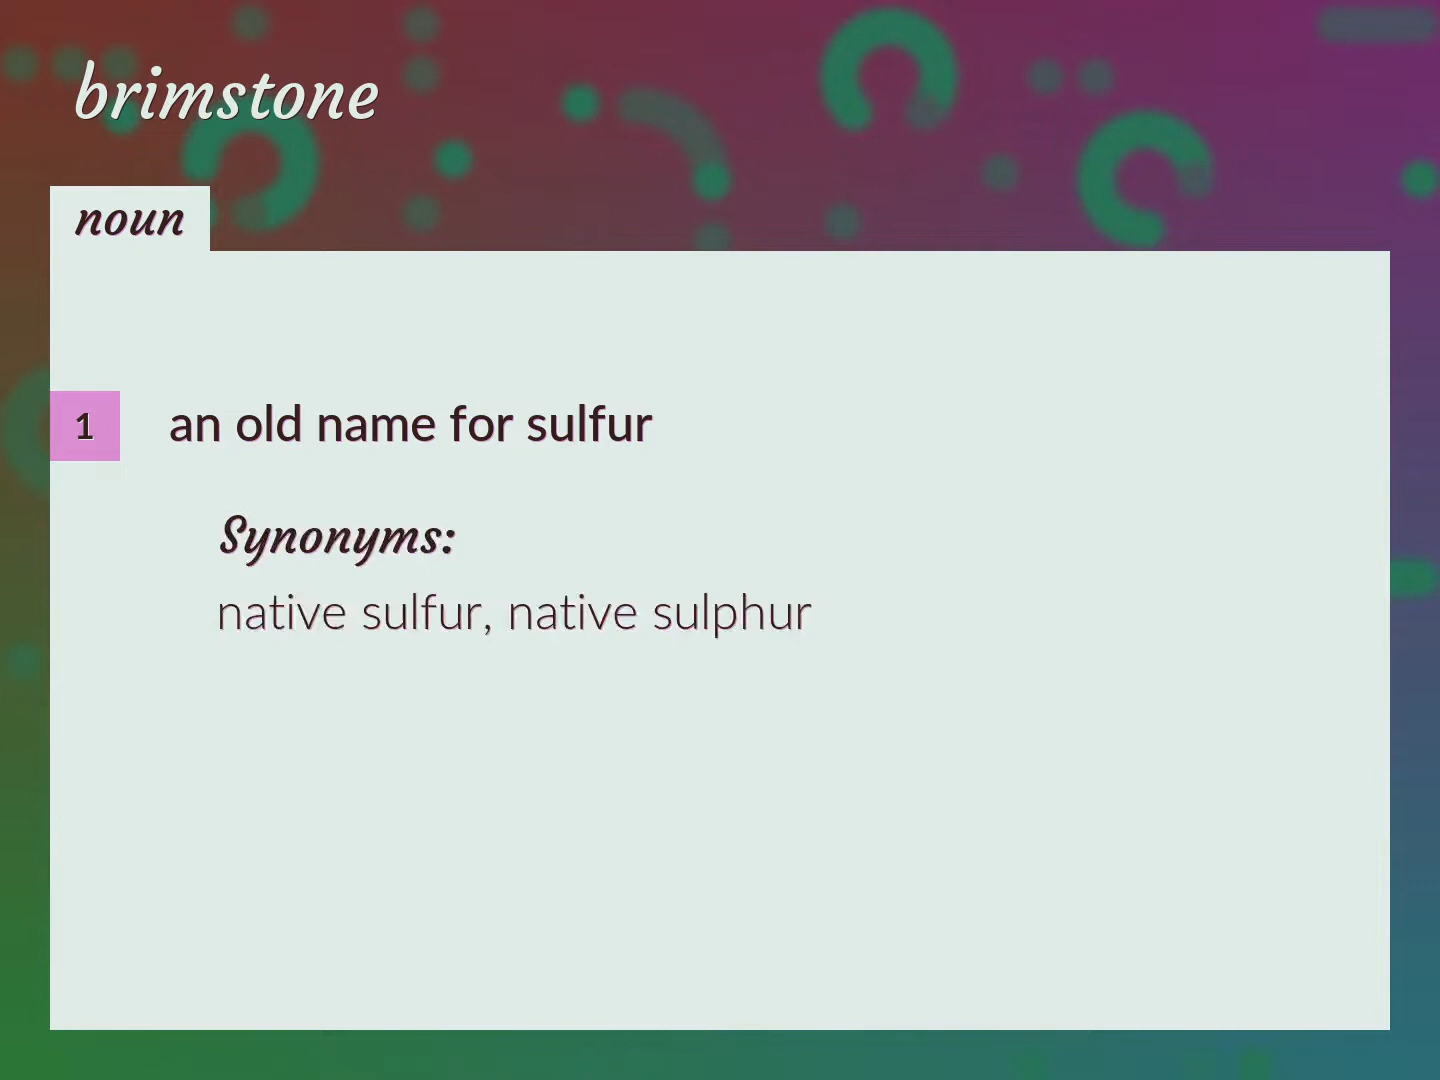 brimstone
noun
1 an old name for sulfur
Synonyms:
native sulfur, native sulphur